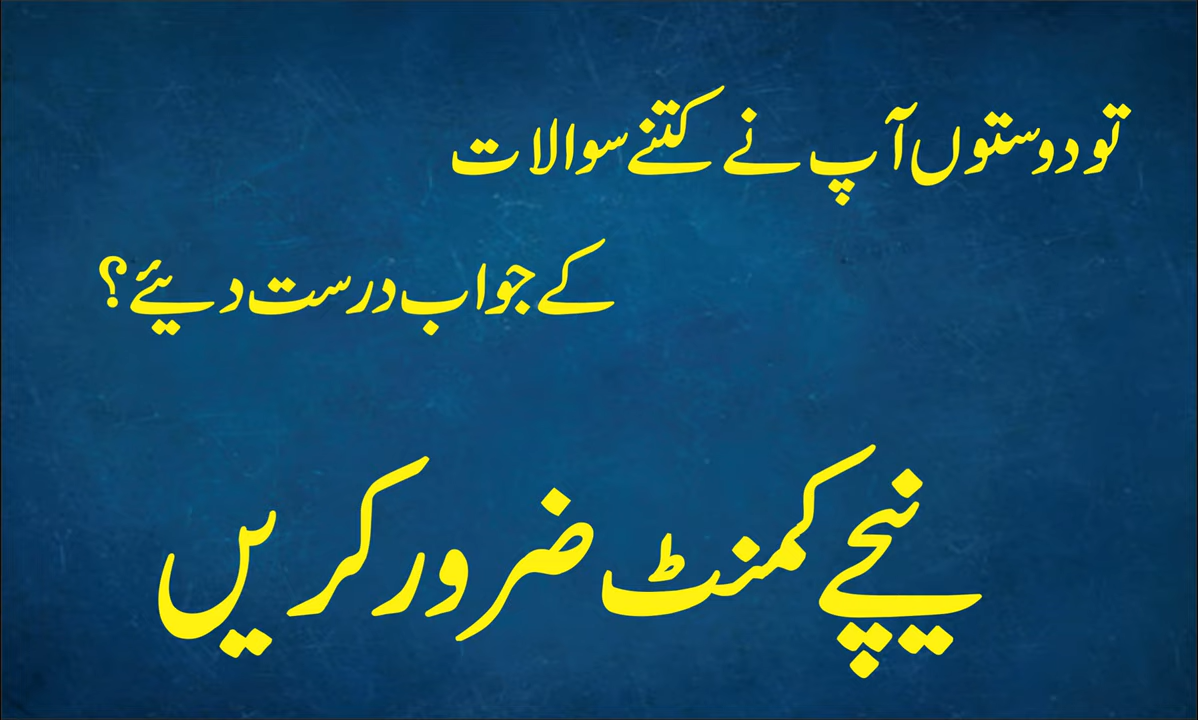 تو دوستوں آپ نے کتنے سوالات
کے جواب درست دیئے؟
نیچے کمنٹ ضرور کریں